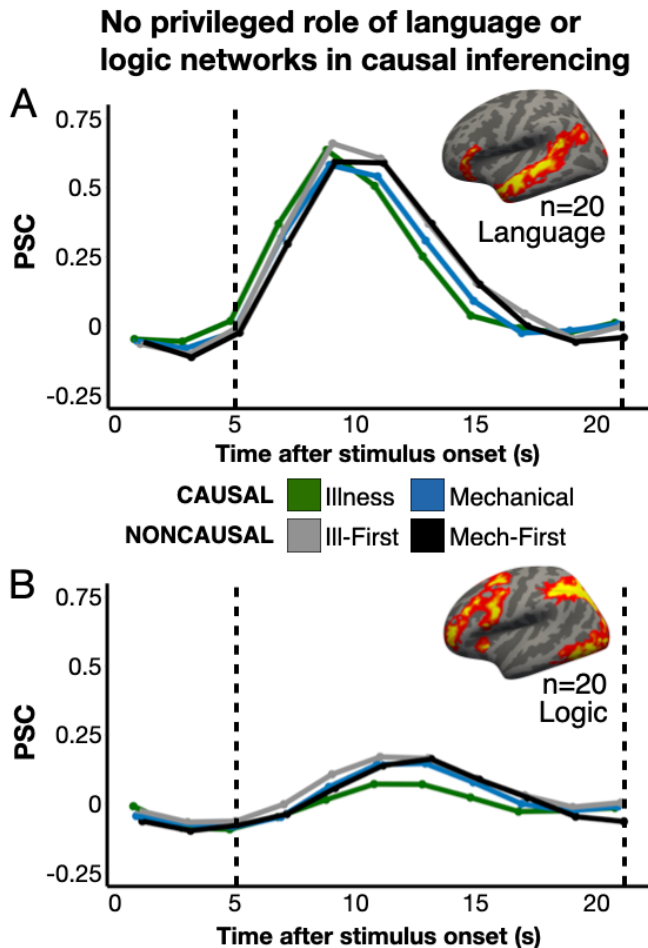 No privileged role of language or
logic networks in causal inferencing
A
0.75
0.5
0.25
0
-0.25
PSC
n=20
Language
0 5 10 15 20
Time after stimulus onset (s)
CAUSAL Illness Mechanical
NONCAUSAL Ill-First Mech-First
B
0.75
0.5
0.25
0
-0.25
PSC
n=20
Logic
0 5 10 15 20
Time after stimulus onset (s)